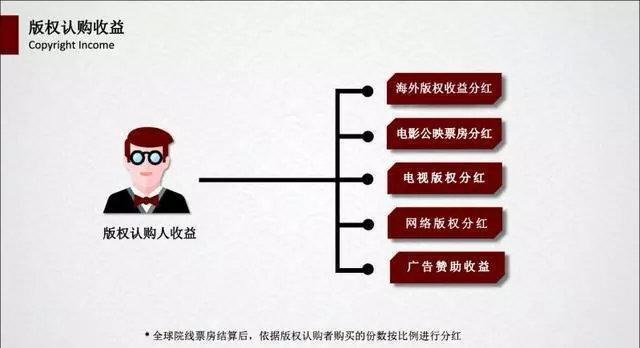 版权认购收益
Copyright Income
海外版权收益分红
电影公映票房分红
电视版权分红
网络版权分红
广告赞助收益
版权认购人收益
* 全球院线票房结算后，依据版权认购者购买的份数按比例进行分红